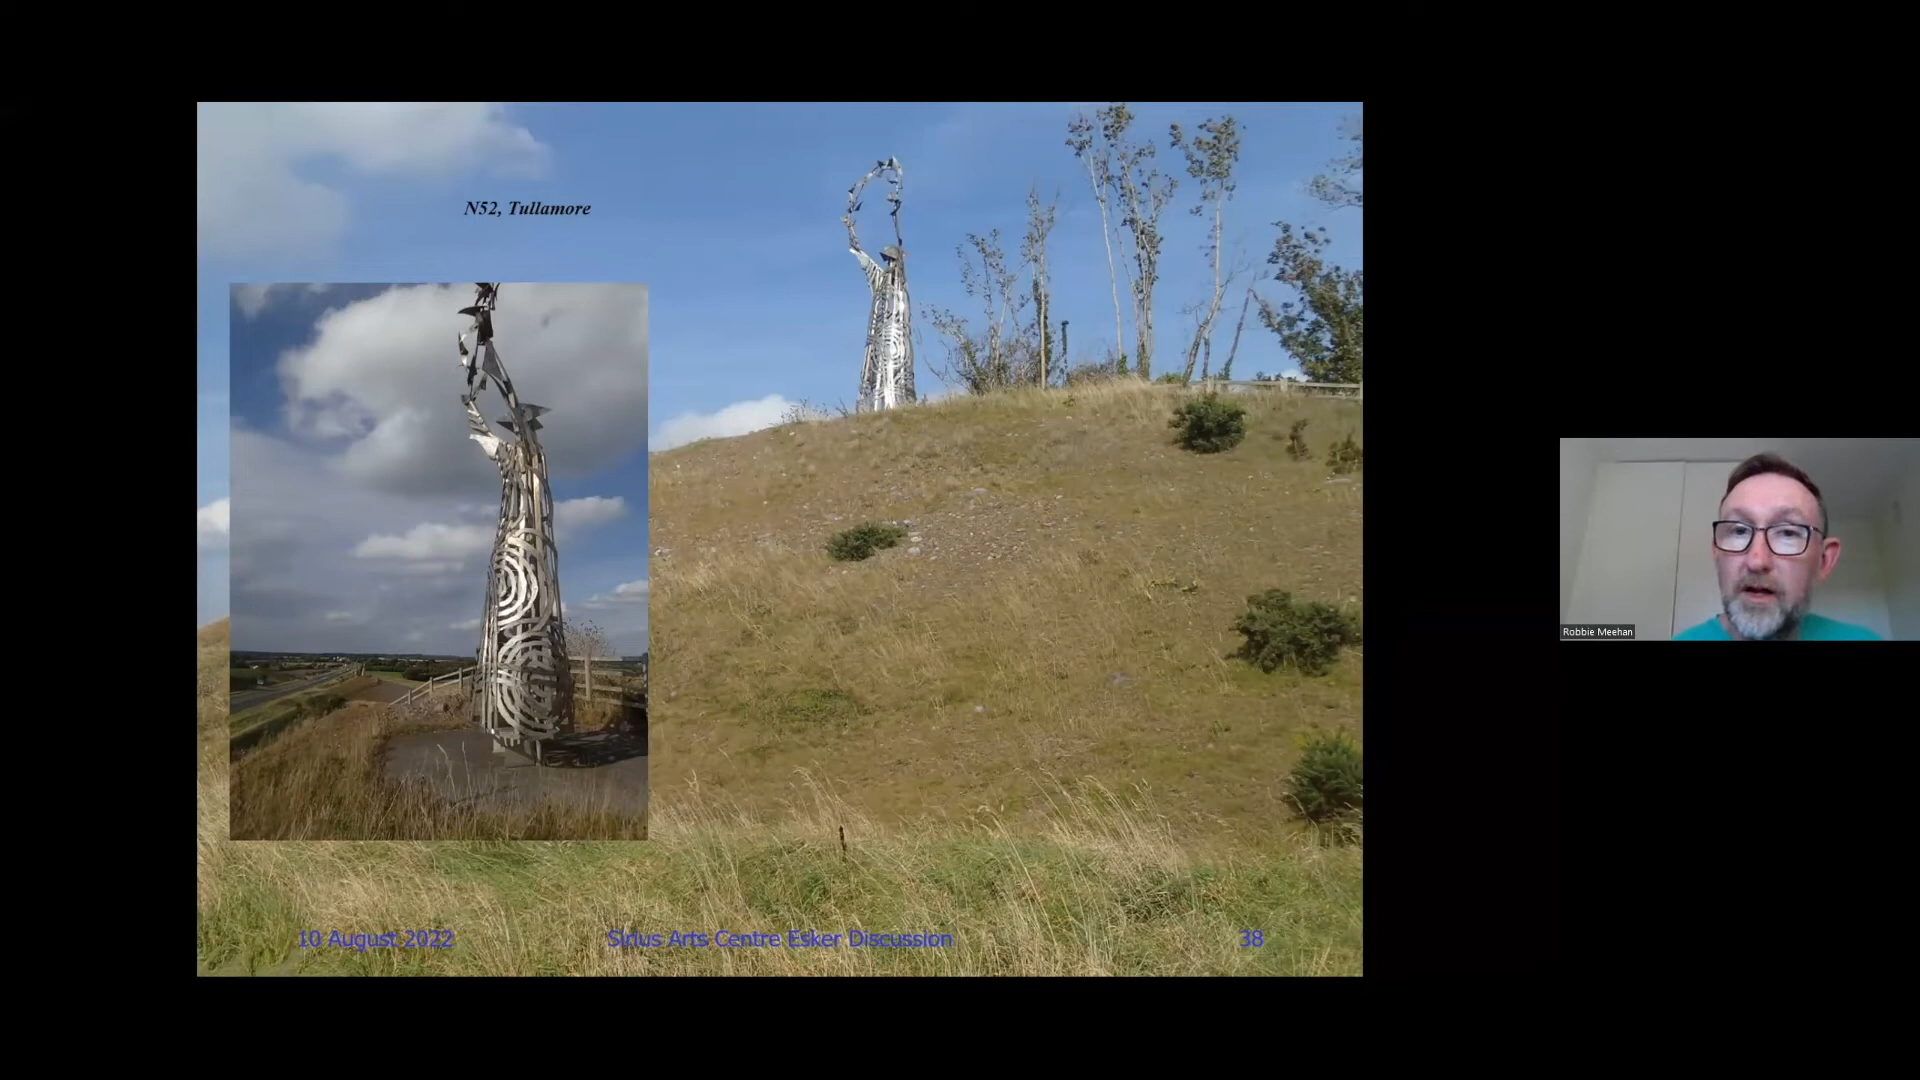 N52, Tullamore
Robbie Meehan
10 August 2022
Sirius Arts Centre Esker Discussion
38